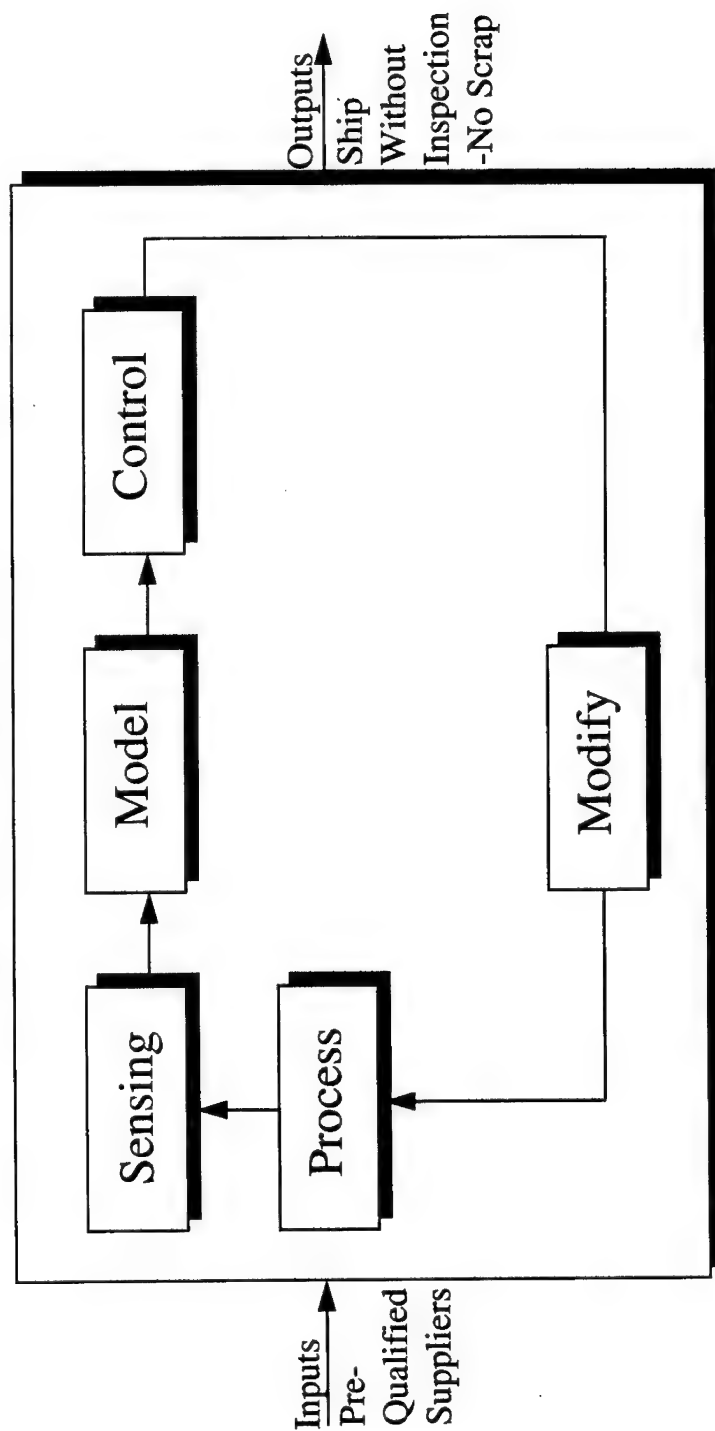 Inputs
Pre-
Qualified
Suppliers
Sensing
Model
Control
Process
Modify
Outputs
Ship
Without
Inspection
-No Scrap